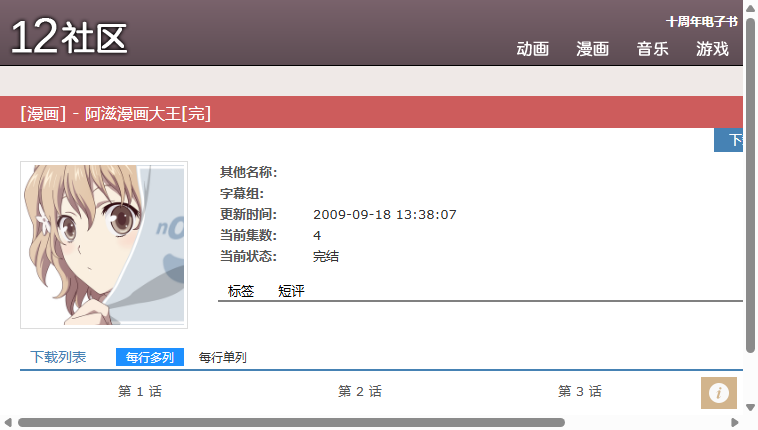 12社区
十周年电子书
动画 漫画 音乐 游戏
[漫画] - 阿滋漫画大王[完]
其他名称:
字幕组:
更新时间: 2009-09-18 13:38:07
当前集数: 4
当前状态: 完结
标签 短评
下载列表 每行多列 每行单列
第 1 话 第 2 话 第 3 话
i